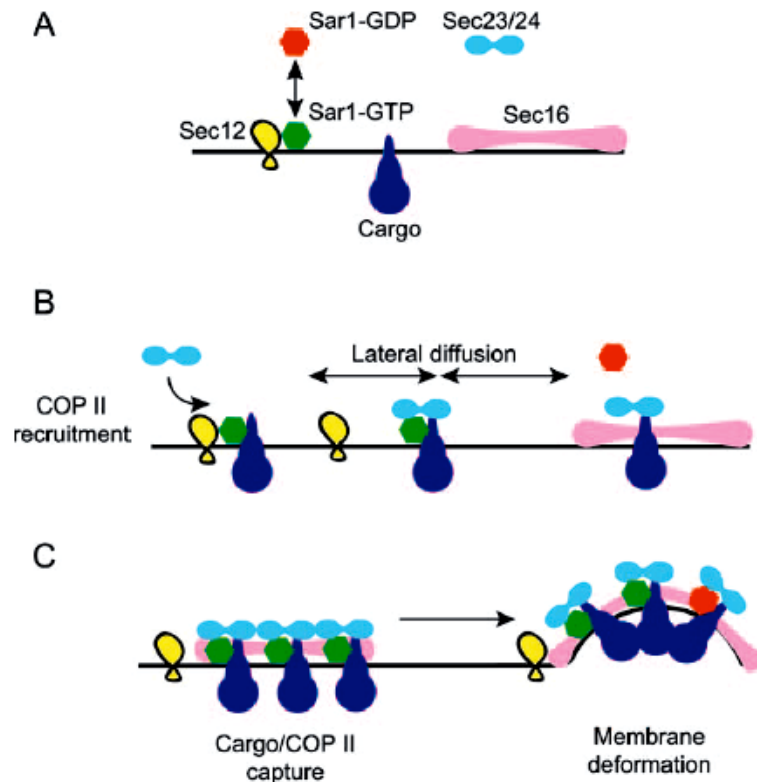 A
Sar1-GDP Sec23/24
Sar1-GTP
Sec12
Sec16
Cargo
B
Lateral diffusion
COP II
recruitment
C
Cargo/COP II
capture
Membrane
deformation